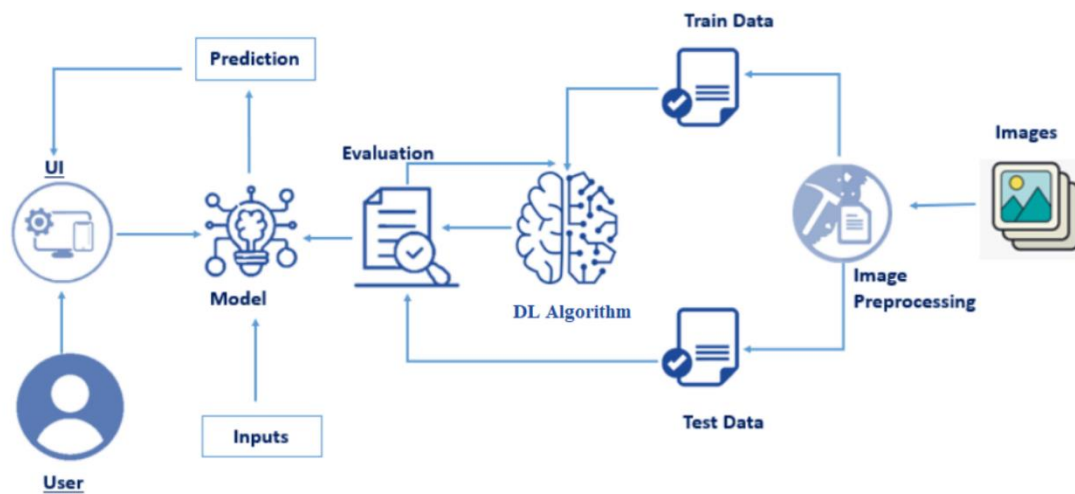 Train Data
Prediction
Images
Evaluation
UI
Model
DL Algorithm
Image
Preprocessing
Test Data
Inputs
User